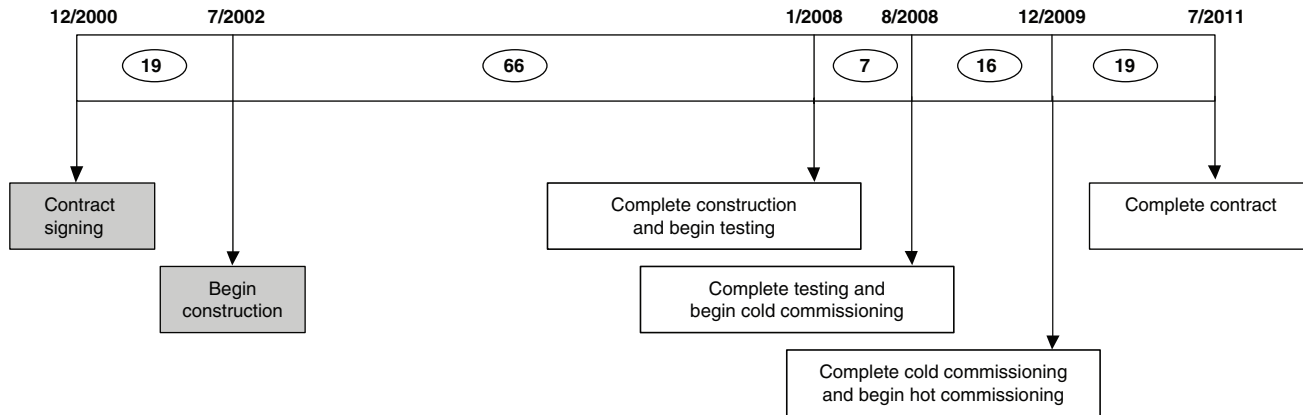 12/2000
7/2002
1/2008
8/2008
12/2009
7/2011
19
66
7
16
19
Contract
signing
Complete construction
and begin testing
Complete contract
Begin
construction
Complete testing and
begin cold commissioning
Complete cold commissioning
and begin hot commissioning